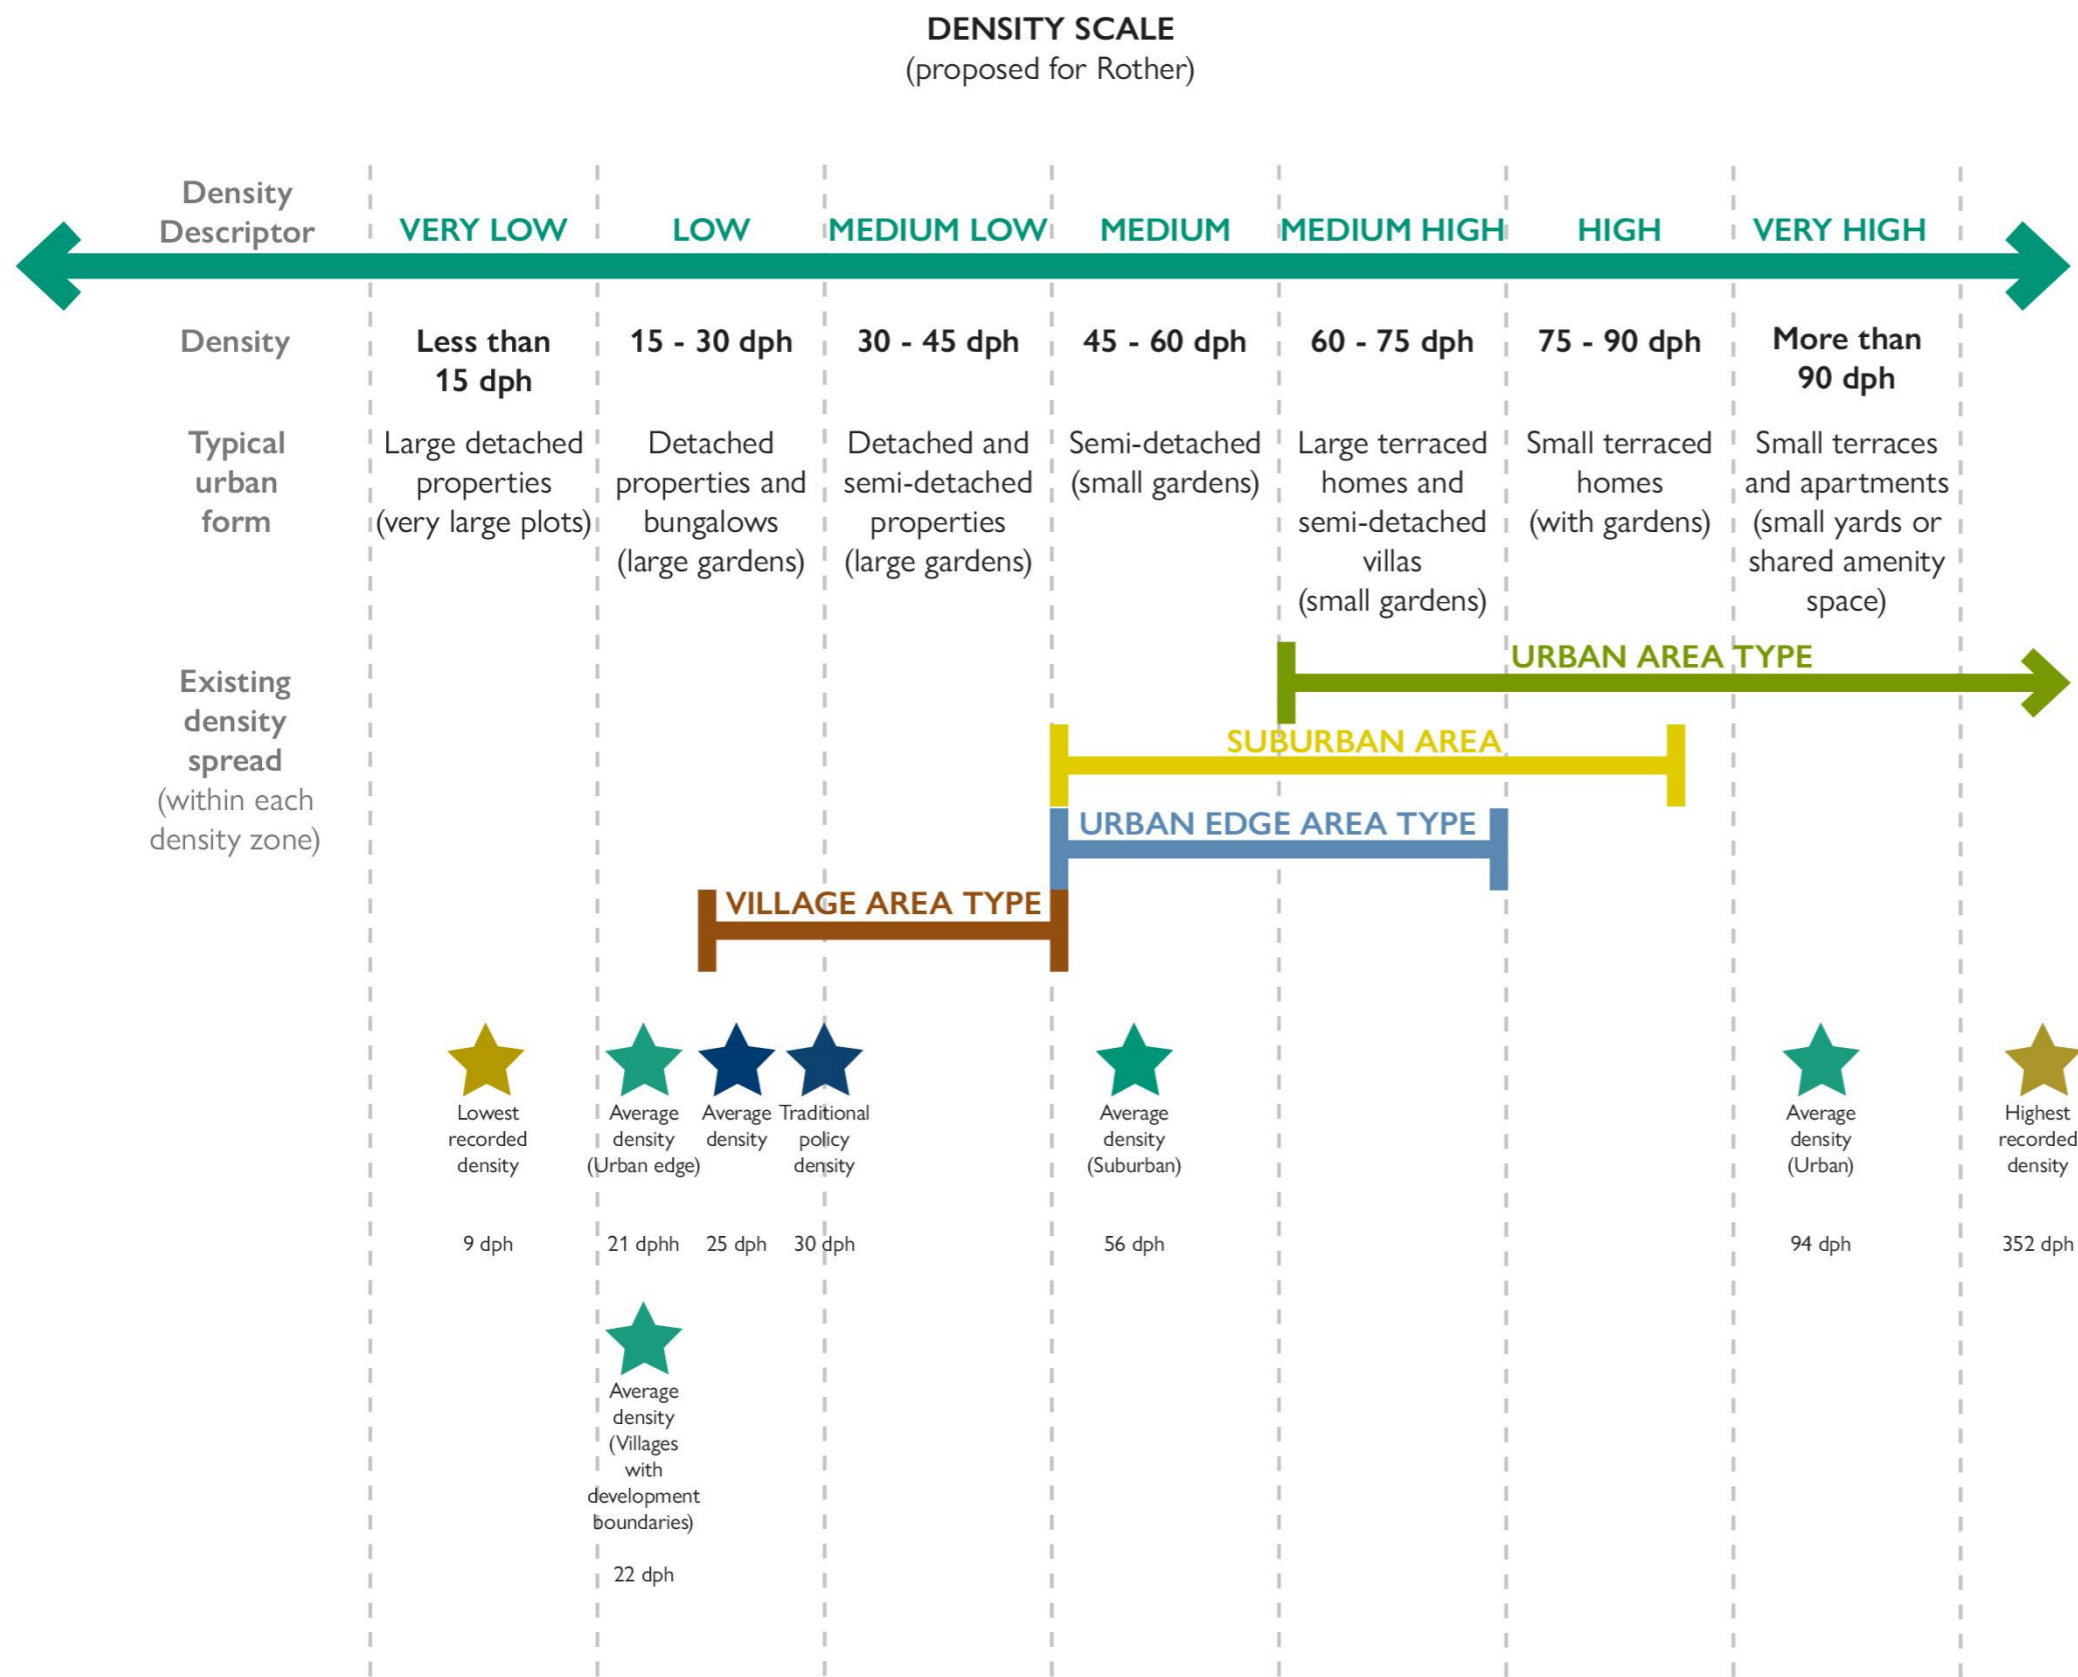 DENSITY SCALE
(proposed for Rother)
Density
Descriptor
VERY LOW
LOW
MEDIUM LOW
MEDIUM
MEDIUM HIGH
HIGH
VERY HIGH
Density
Less than
15 dph
15 - 30 dph
30 - 45 dph
45 - 60 dph
60 - 75 dph
75 - 90 dph
More than
90 dph
Typical
urban
form
Large detached
properties
(very large plots)
Detached
properties and
bungalows
(large gardens)
Detached and
semi-detached
properties
(large gardens)
Semi-detached
(small gardens)
Large terraced
homes and
semi-detached
villas
(small gardens)
Small terraced
homes
(with gardens)
Small terraces
and apartments
(small yards or
shared amenity
space)
Existing
density
spread
(within each
density zone)
URBAN AREA TYPE
SUBURBAN AREA
URBAN EDGE AREA TYPE
VILLAGE AREA TYPE
Lowest
recorded
density
9 dph
Average
density
(Urban edge)
21 dphh
Average
density
25 dph
Traditional
policy
density
30 dph
Average
density
(Suburban)
56 dph
Average
density
(Urban)
94 dph
Highest
recorded
density
352 dph
Average
density
(Villages
with
development
boundaries)
22 dph